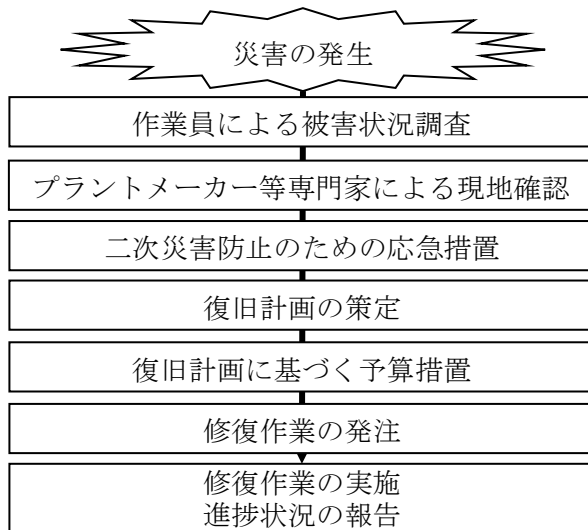 災害の発生
作業員による被害状況調査
プラントメーカー等専門家による現地確認
二次災害防止のための応急措置
復旧計画の策定
復旧計画に基づく予算措置
修復作業の発注
修復作業の実施
進捗状況の報告